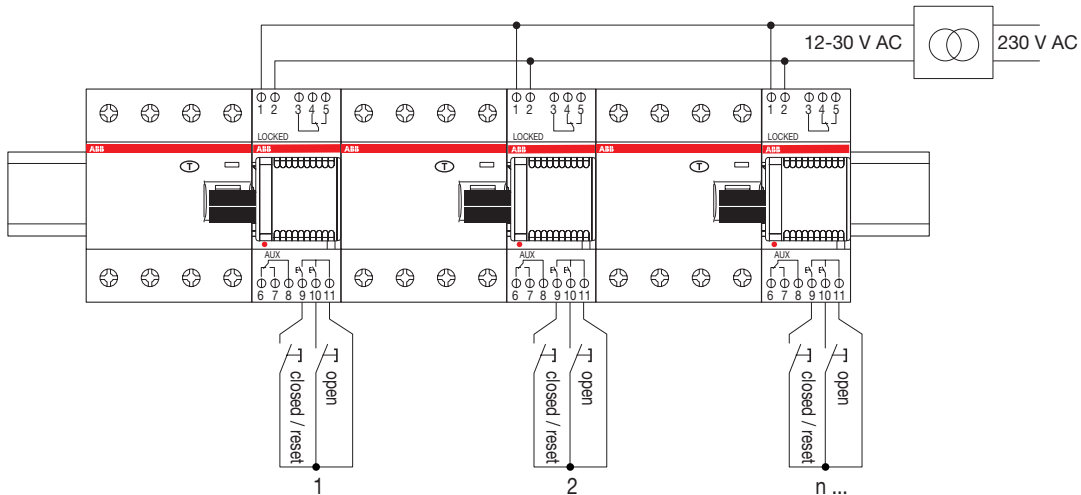 12-30 V AC 230 V AC
1 2 3 4 5 1 2 3 4 5 1 2 3 4 5
LOCKED LOCKED LOCKED
ABB ABB ABB ABB ABB ABB
T T T
AUX AUX AUX
6 7 8 9 10 11 6 7 8 9 10 11 6 7 8 9 10 11
closed / reset open closed / reset open closed / reset open
1 2 n ...